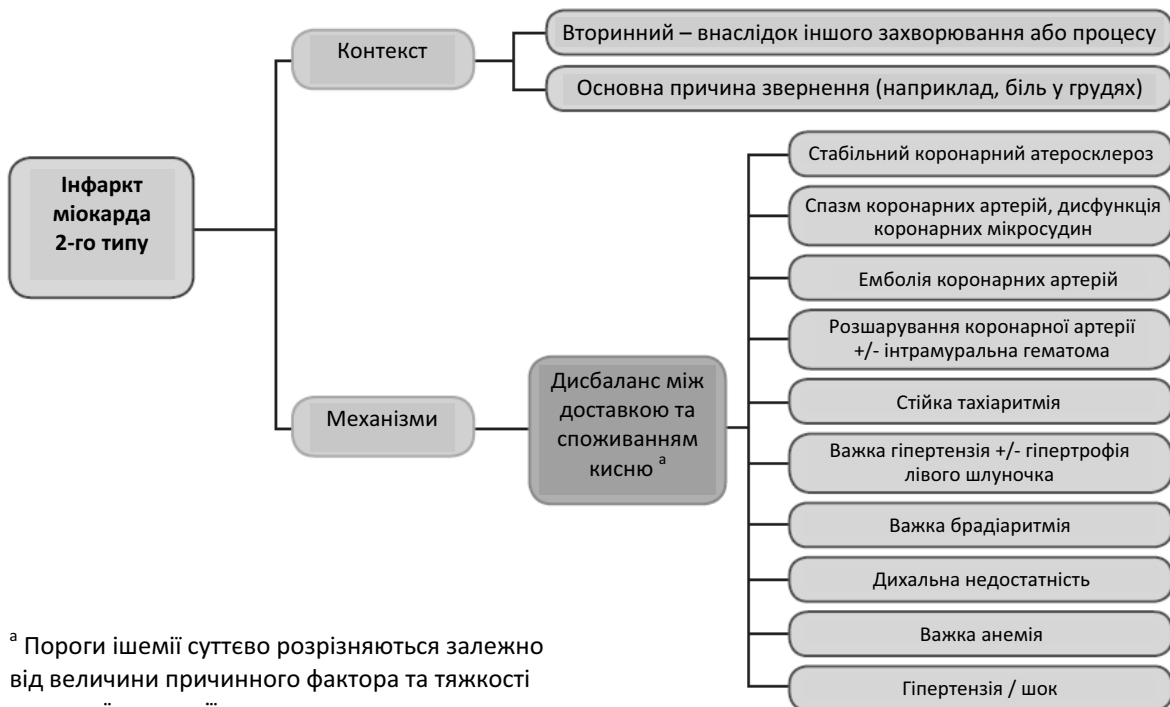 Контекст
Вторинний – внаслідок іншого захворювання або процесу
Основна причина звернення (наприклад, біль у грудях)
Інфаркт
міокарда
2-го типу
Механізми
Дисбаланс між
доставкою та
споживанням
кисню ᵃ
Стабільний коронарний атеросклероз
Спазм коронарних артерій, дисфункція
коронарних мікросудин
Емболія коронарних артерій
Розшарування коронарної артерії
+/- інтрамуральна гематома
Стійка тахіаритмія
Важка гіпертензія +/- гіпертрофія
лівого шлуночка
Важка брадіаритмія
Дихальна недостатність
Важка анемія
Гіпертензія / шок
ᵃ Пороги ішемії суттєво розрізняються залежно
від величини причинного фактора та тяжкості